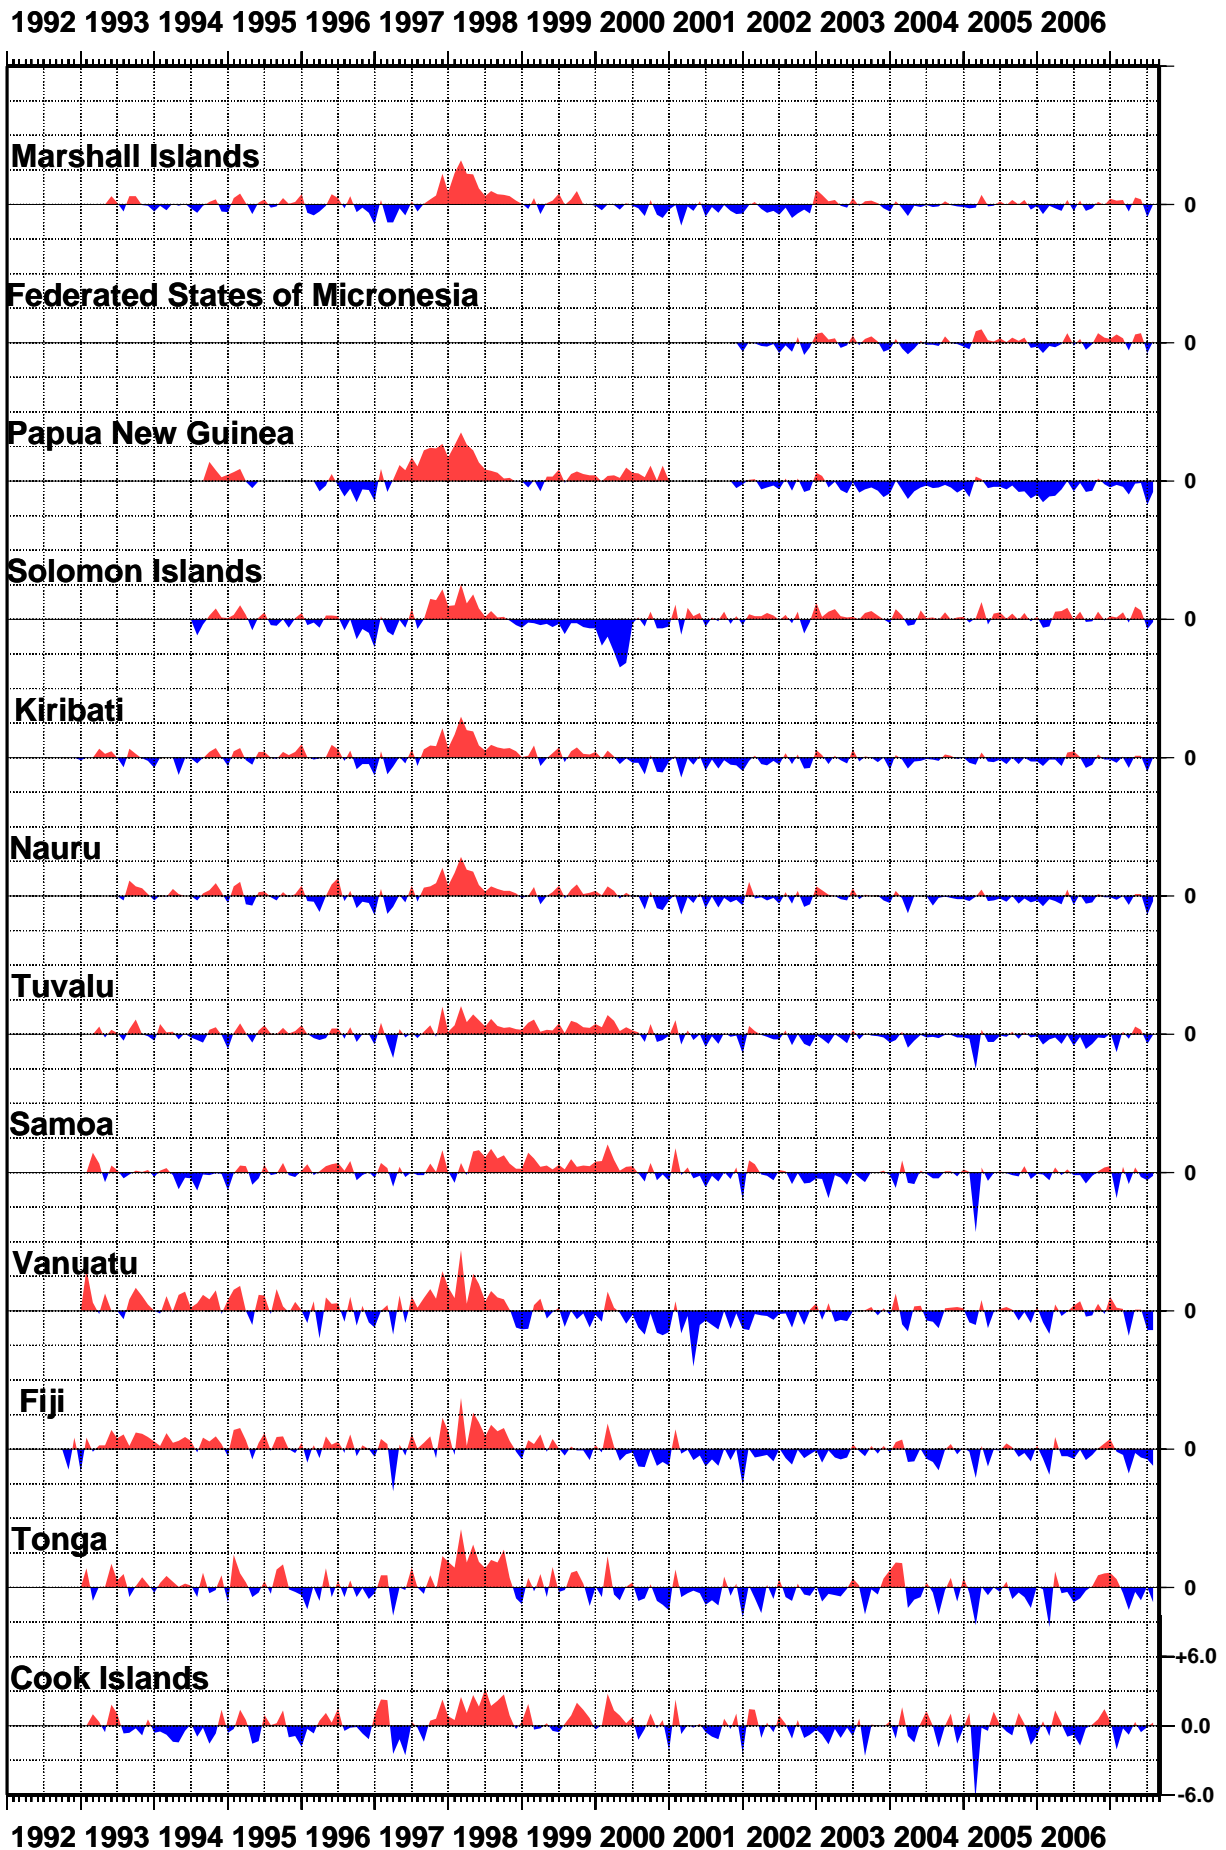 1992 1993 1994 1995 1996 1997 1998 1999 2000 2001 2002 2003 2004 2005 2006
Marshall Islands
0
Federated States of Micronesia
0
Papua New Guinea
0
Solomon Islands
0
Kiribati
0
Nauru
0
Tuvalu
0
Samoa
0
Vanuatu
0
Fiji
0
Tonga
0
+6.0
Cook Islands
0.0
-6.0
1992 1993 1994 1995 1996 1997 1998 1999 2000 2001 2002 2003 2004 2005 2006